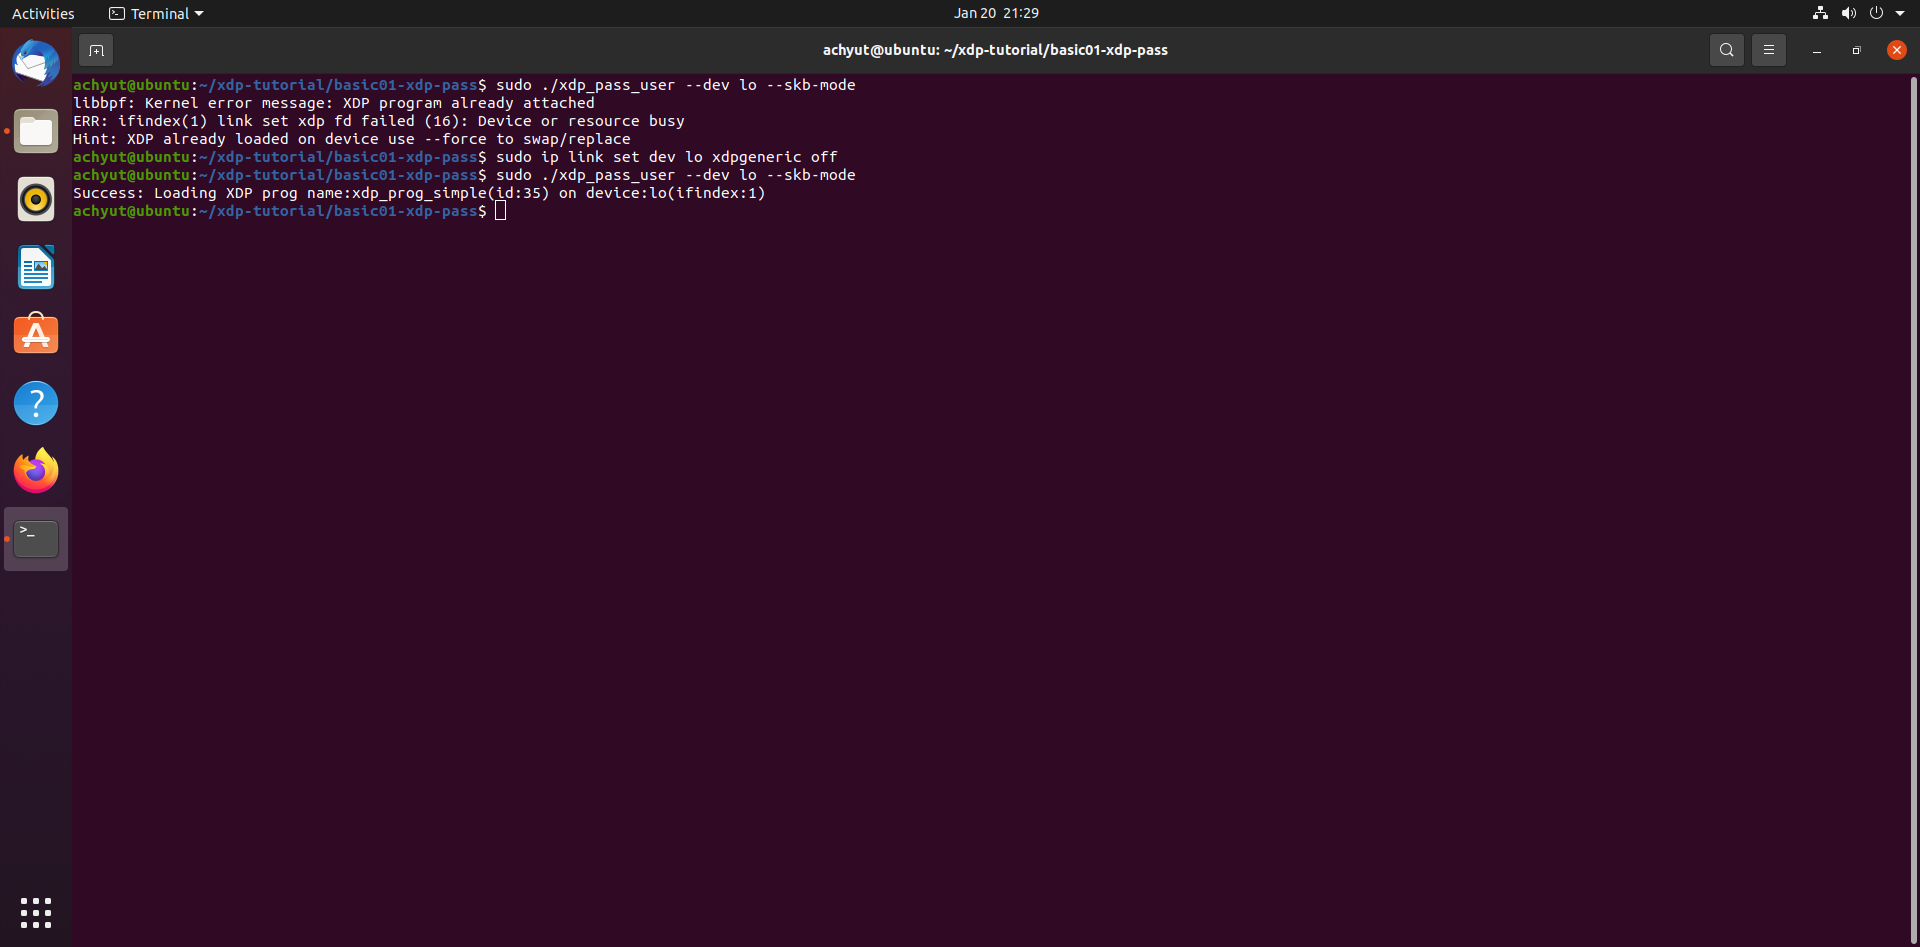 Activities
Terminal
Jan 20 21:29
achyut@ubuntu: ~/xdp-tutorial/basic01-xdp-pass
achyut@ubuntu:~/xdp-tutorial/basic01-xdp-pass$ sudo ./xdp_pass_user --dev lo --skb-mode
libbpf: Kernel error message: XDP program already attached
ERR: ifindex(1) link set xdp fd failed (16): Device or resource busy
Hint: XDP already loaded on device use --force to swap/replace
achyut@ubuntu:~/xdp-tutorial/basic01-xdp-pass$ sudo ip link set dev lo xdpgeneric off
achyut@ubuntu:~/xdp-tutorial/basic01-xdp-pass$ sudo ./xdp_pass_user --dev lo --skb-mode
Success: Loading XDP prog name:xdp_prog_simple(id:35) on device:lo(ifindex:1)
achyut@ubuntu:~/xdp-tutorial/basic01-xdp-pass$